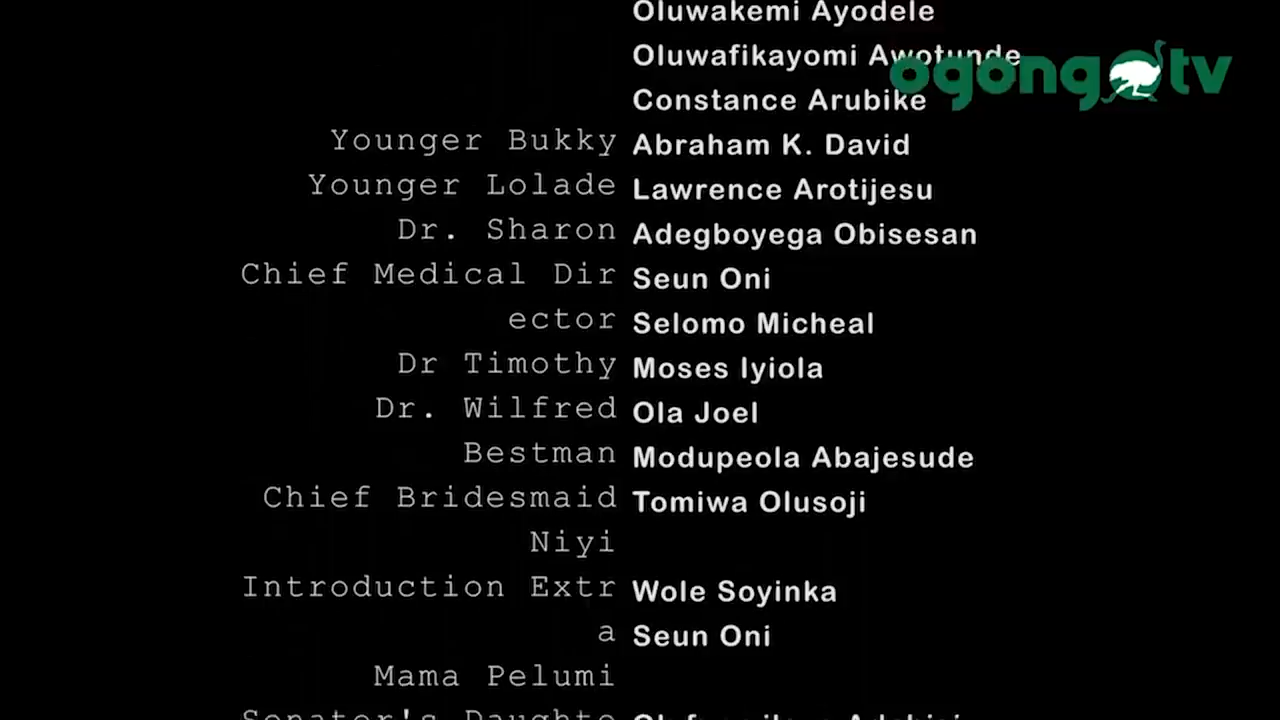 Oluwakemi Ayodele
Oluwafikayomi Awotunde
ogongotv
Constance Arubike
Younger Bukky Abraham K. David
Younger Lolade Lawrence Arotijesu
Dr. Sharon Adegboyega Obisesan
Chief Medical Dir Seun Oni
ector Selomo Micheal
Dr Timothy Moses Iyiola
Dr. Wilfred Ola Joel
Bestman Modupeola Abajesude
Chief Bridesmaid Tomiwa Olusoji
Niyi
Introduction Extr Wole Soyinka
a Seun Oni
Mama Pelumi
Senator's Daughte